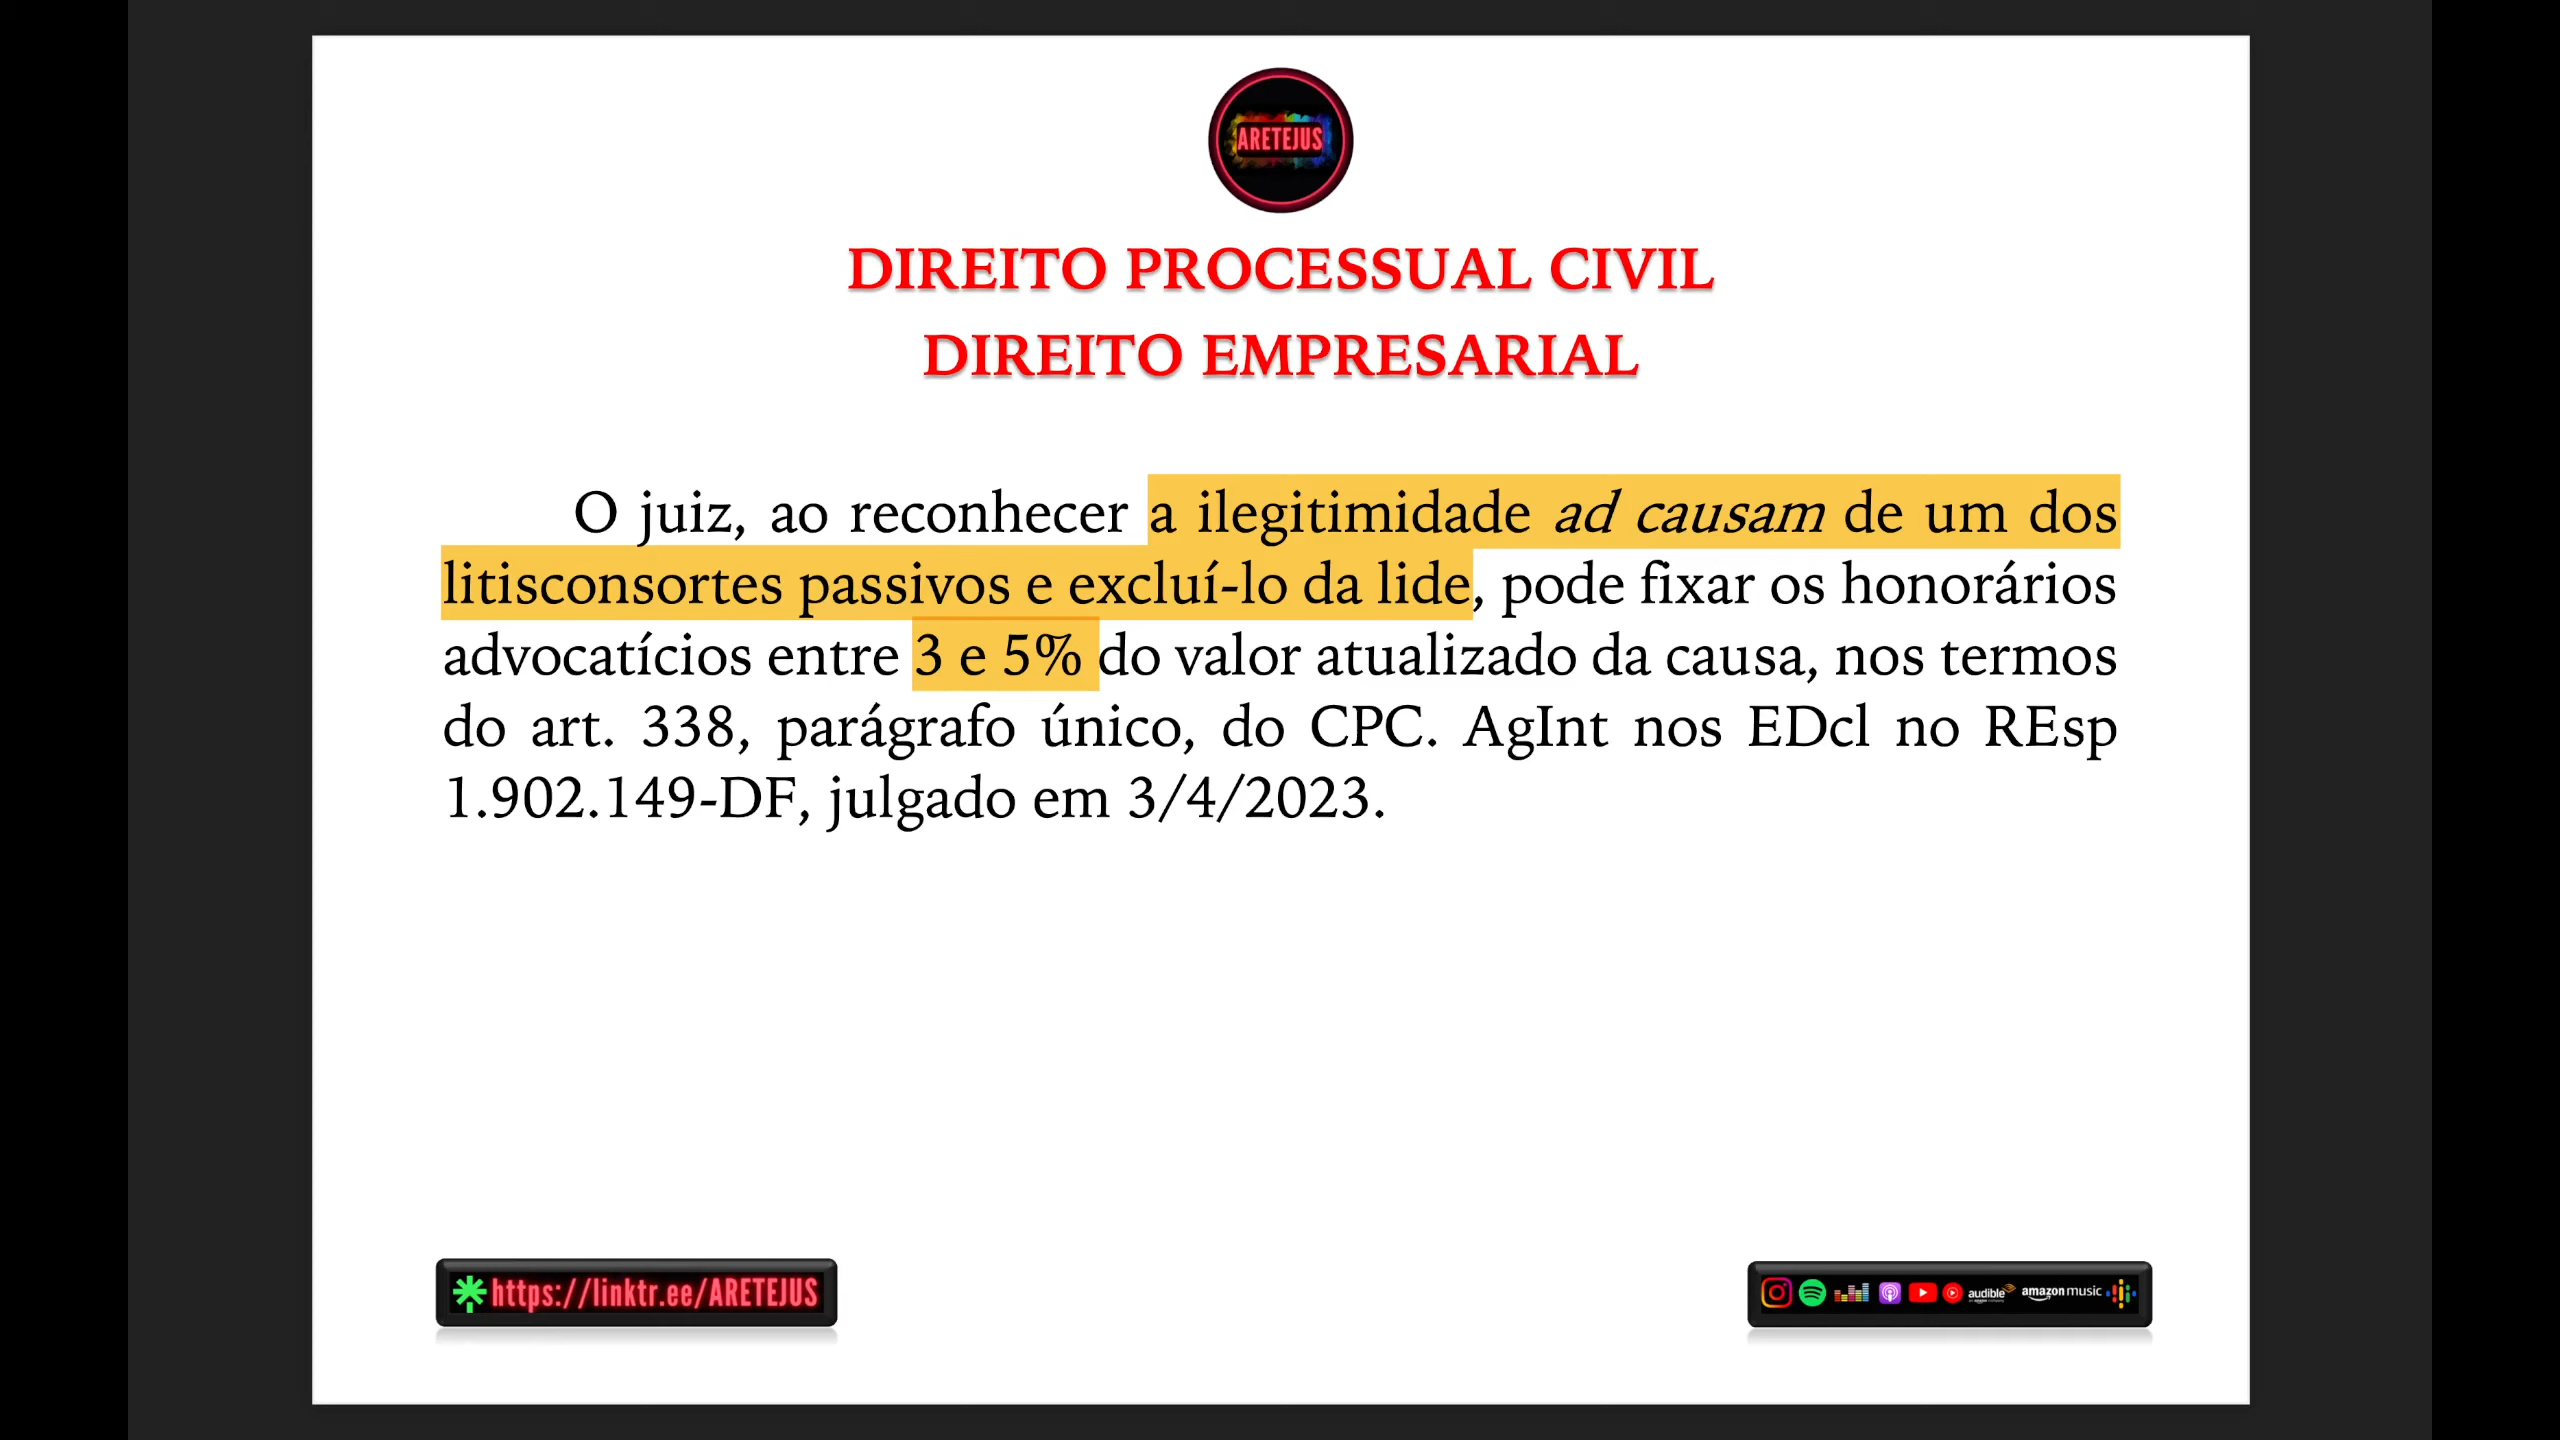 ARETEJUS
DIREITO PROCESSUAL CIVIL
DIREITO EMPRESARIAL
O juiz, ao reconhecer a ilegitimidade ad causam de um dos
litisconsortes passivos e excluí-lo da lide, pode fixar os honorários
advocatícios entre 3 e 5% do valor atualizado da causa, nos termos
do art. 338, parágrafo único, do CPC. AgInt nos EDcl no REsp
1.902.149-DF, julgado em 3/4/2023.
https://linktr.ee/ARETEJUS
audible amazon music